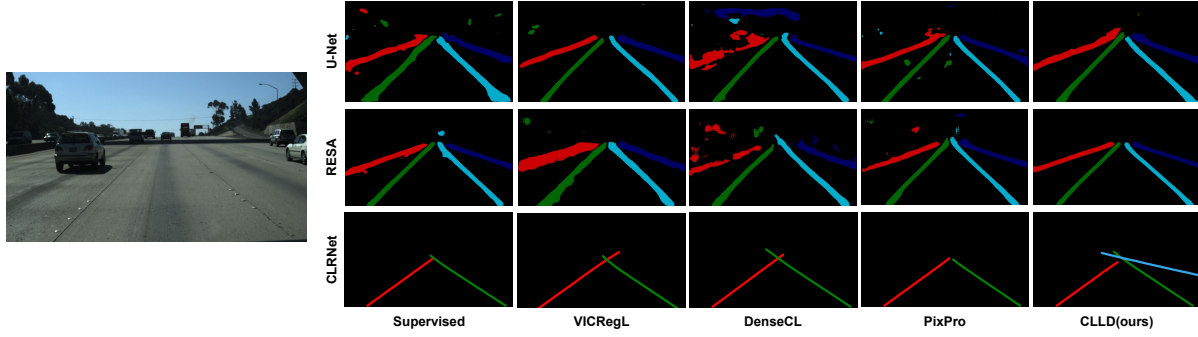 U-Net
RESA
CLRNet
Supervised VICRegL DenseCL PixPro CLLD(ours)